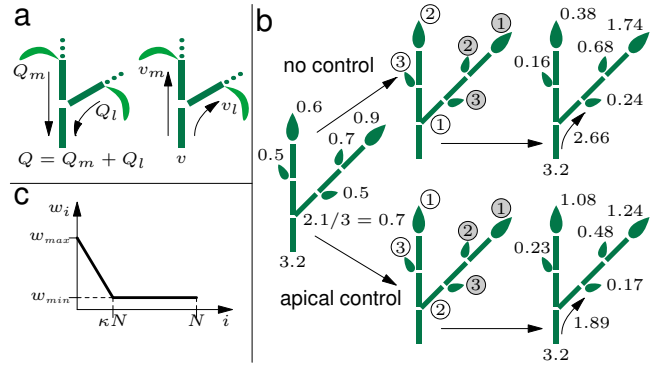 a
Q_m
Q_l
Q = Q_m + Q_l
v_m
v_l
v
b
no control
0.6
0.9
0.7
0.5
0.5
2.1/3 = 0.7
3.2
apical control
②
①
②
③
③
①
0.38
1.74
0.68
0.16
0.24
2.66
3.2
①
①
②
③
③
②
1.08
1.24
0.48
0.23
0.17
1.89
3.2
c
w_i
w_max
w_min
κN
N
i